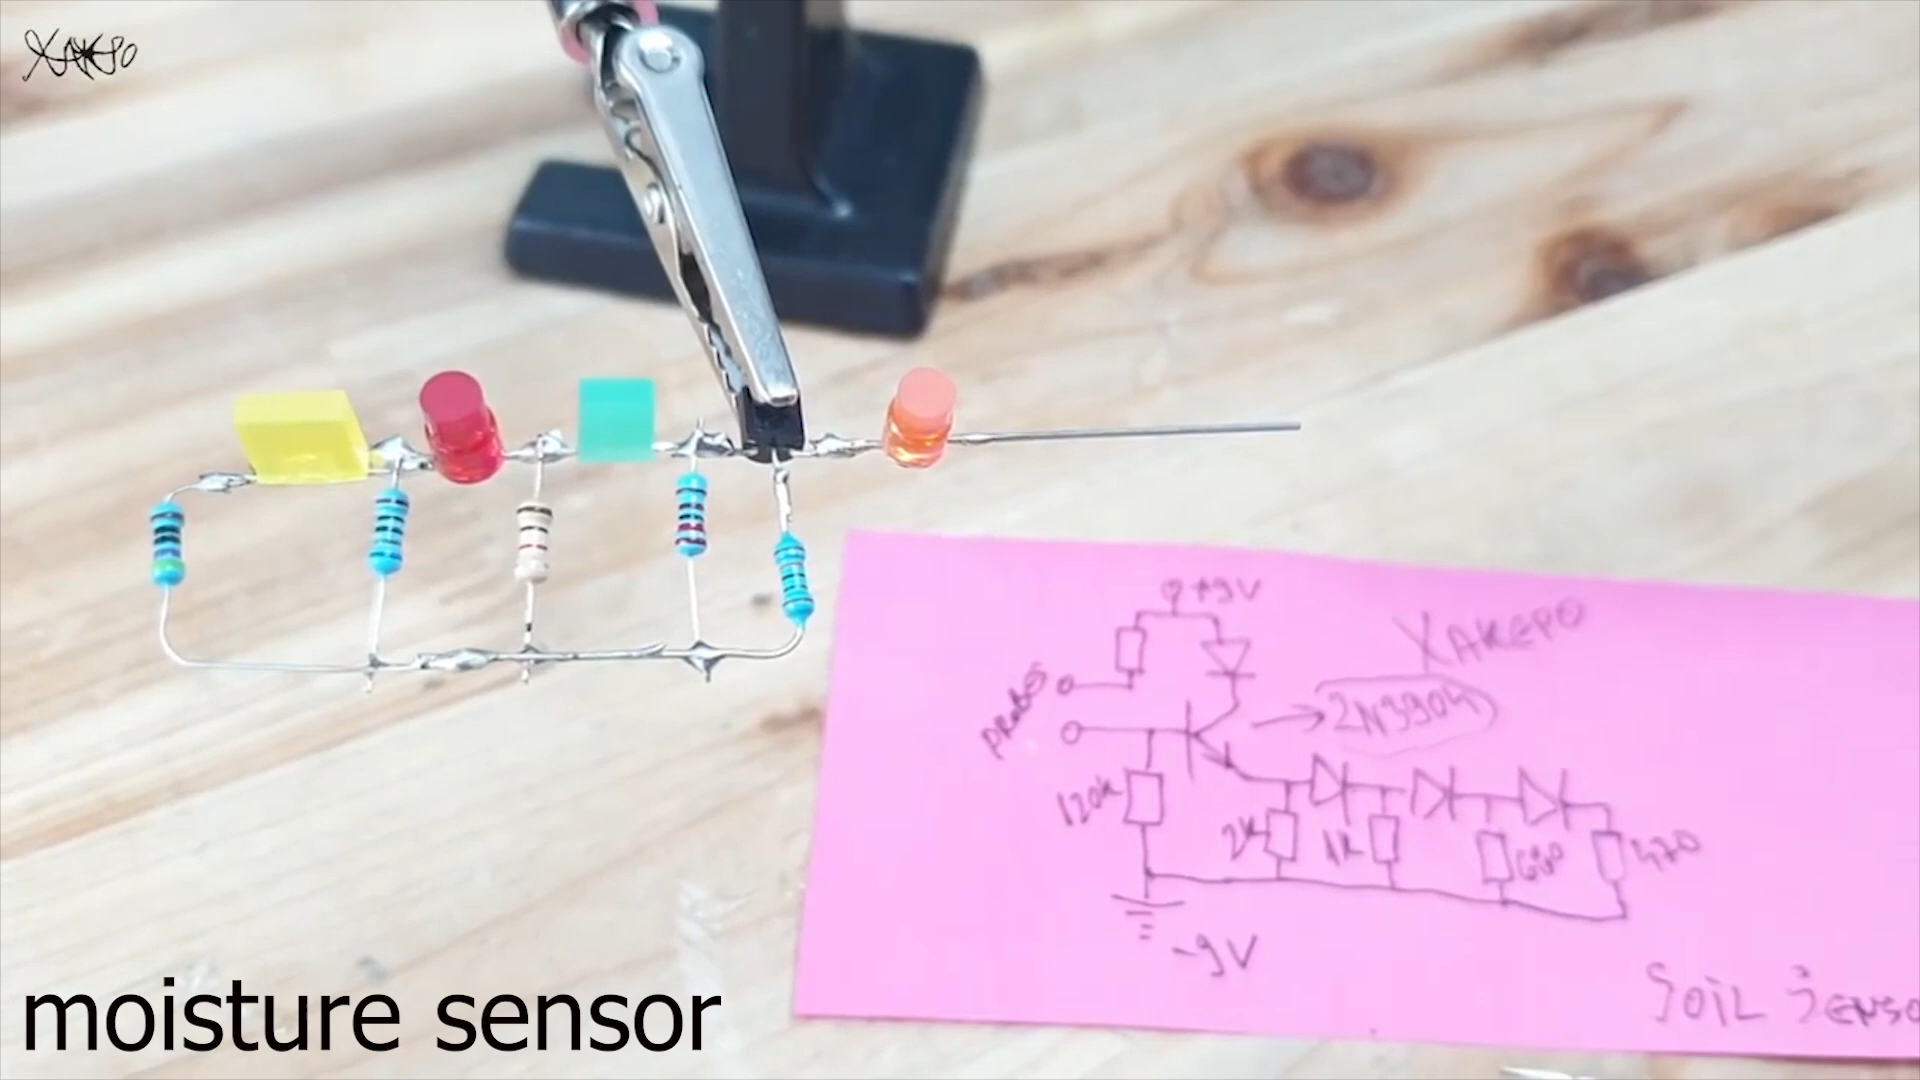 XAKEPO
+9V
XAKEPO
PROBES
2N3904
120K
2K
1K
680
470
-9V
SOIL SENSO
moisture sensor